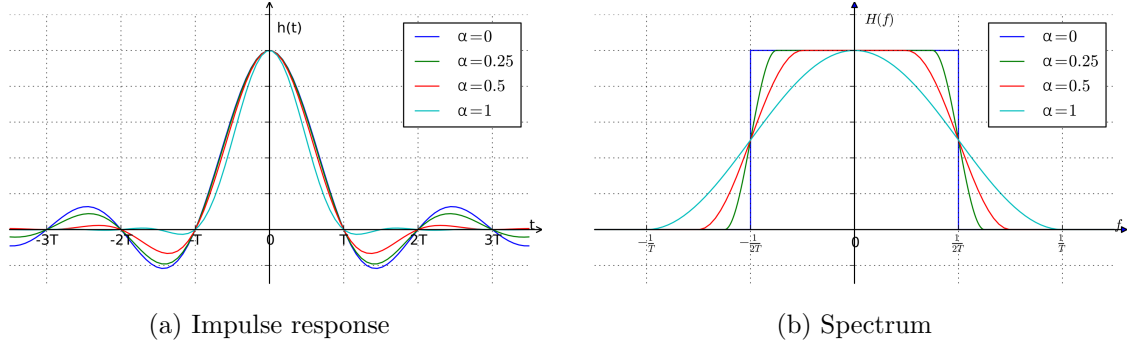 h(t)
α=0
α=0.25
α=0.5
α=1
t
-3T -2T -T 0 T 2T 3T
(a) Impulse response
H(f)
α=0
α=0.25
α=0.5
α=1
f
-1/T -1/2T 0 1/2T 1/T
(b) Spectrum